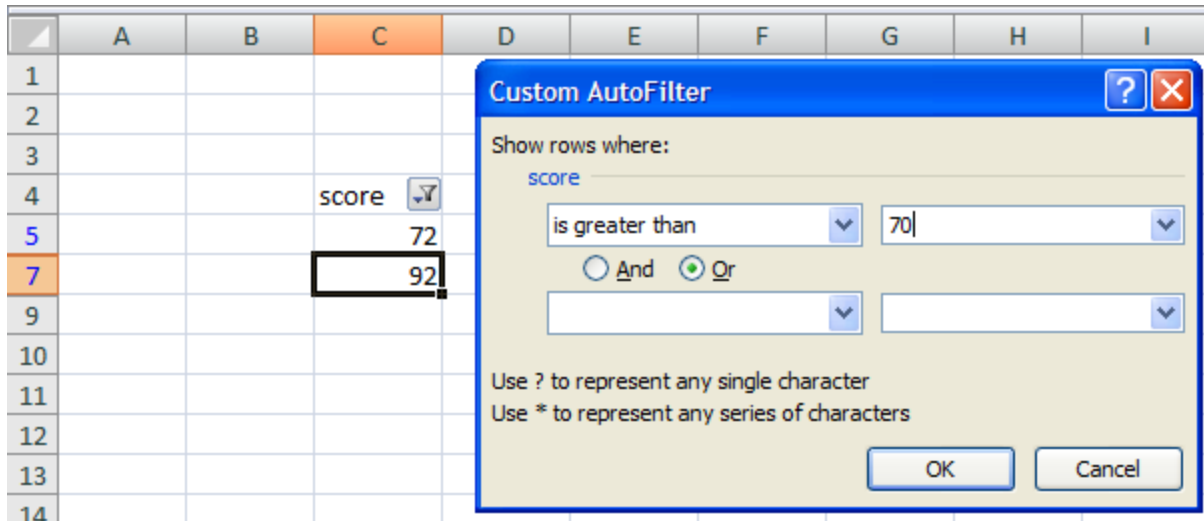 A B C D E F G H I
1
Custom AutoFilter ?
2
3 Show rows where:
score
4 score
is greater than 70
5 72
And Or
7 92
9
10
Use ? to represent any single character
11
Use * to represent any series of characters
12
13 OK Cancel
14